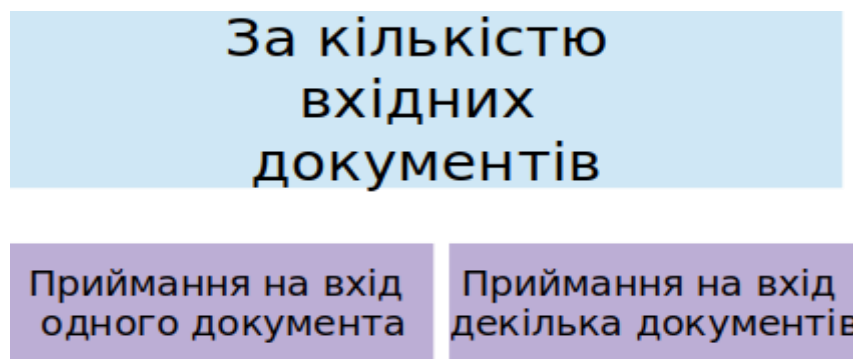 За кількістю
вхідних
документів
Приймання на вхід
одного документа
Приймання на вхід
декілька документів